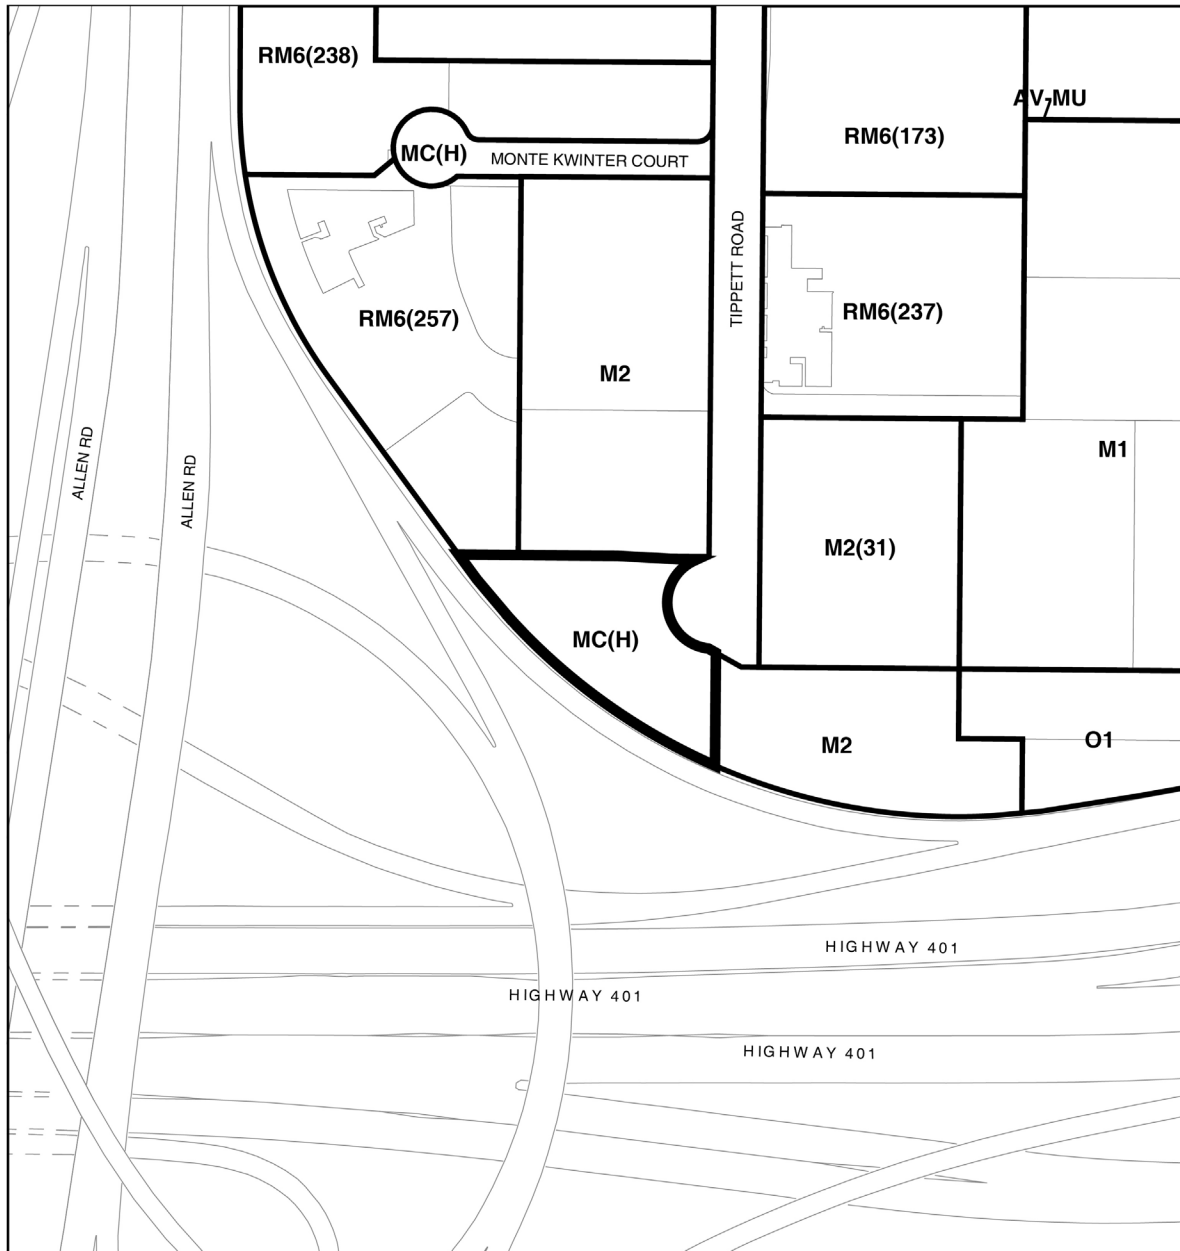 RM6(238)
AV-MU
RM6(173)
MC(H)
MONTE KWINTER COURT
TIPPETT ROAD
RM6(257)
RM6(237)
M2
M1
ALLEN RD
ALLEN RD
M2(31)
MC(H)
M2
O1
HIGHWAY 401
HIGHWAY 401
HIGHWAY 401